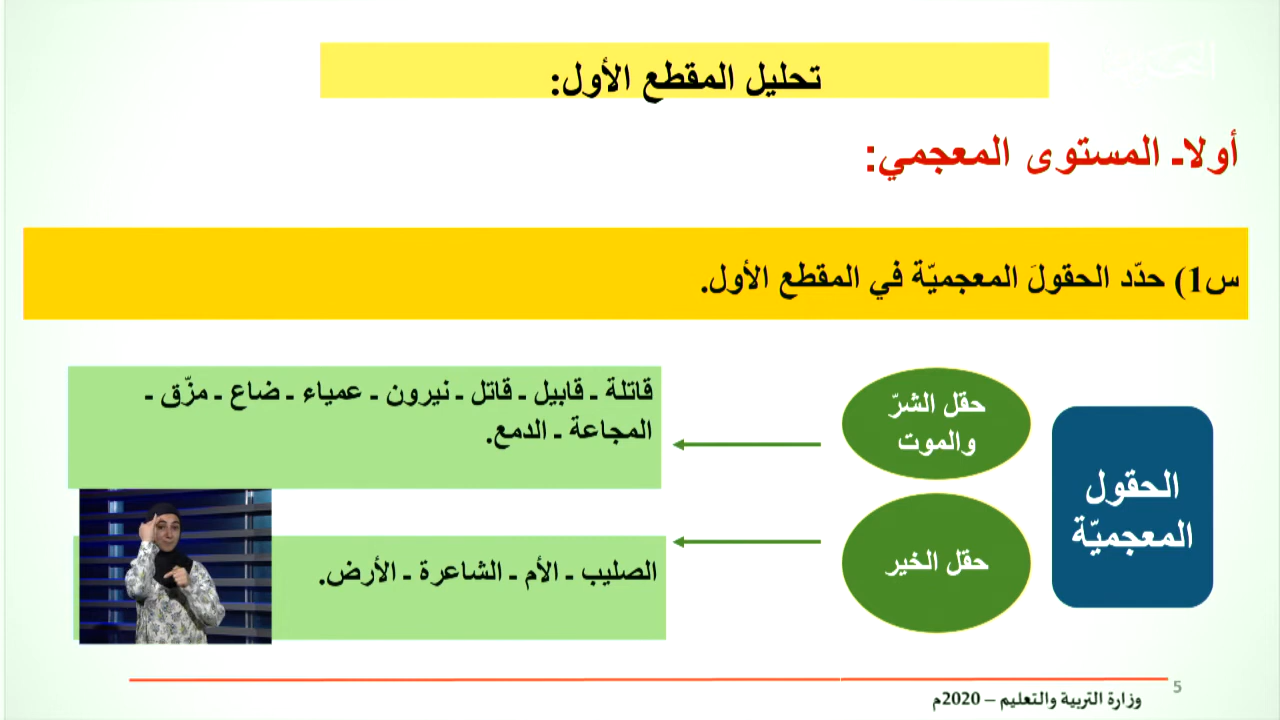 تحليل المقطع الأول:
أولاـ المستوى المعجمي:
س1) حدّد الحقولَ المعجميّة في المقطع الأول.
الحقول
المعجميّة
حقل الشرّ
والموت
قاتلة ـ قابيل ـ قاتل ـ نيرون ـ عمياء ـ ضاع ـ مزّق ـ
المجاعة ـ الدمع.
حقل الخير
الصليب ـ الأم ـ الشاعرة ـ الأرض.
5
وزارة التربية والتعليم – 2020م